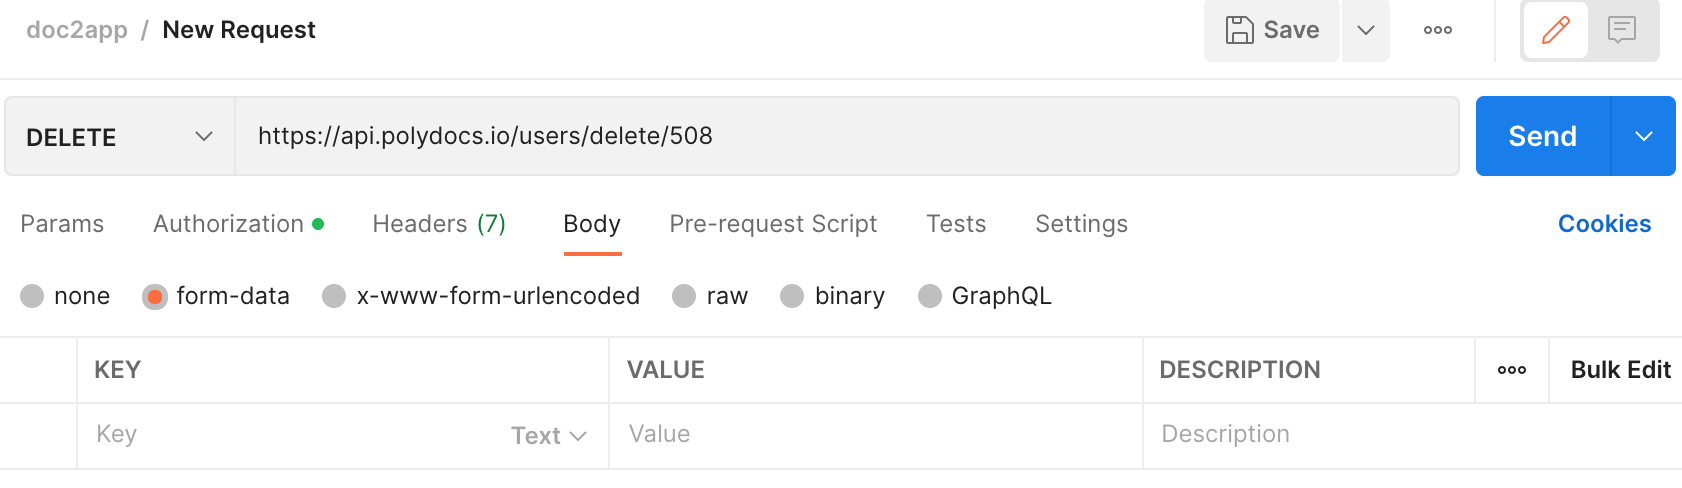 doc2app / New Request Save
DELETE https://api.polydocs.io/users/delete/508 Send
Params Authorization Headers (7) Body Pre-request Script Tests Settings Cookies
none form-data x-www-form-urlencoded raw binary GraphQL
KEY VALUE DESCRIPTION Bulk Edit
Key Text Value Description